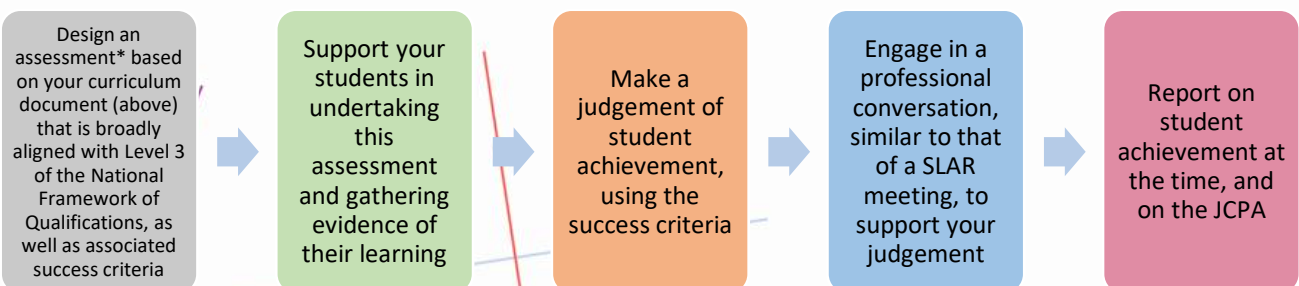 Design an
assessment* based
on your curriculum
document (above)
that is broadly
aligned with Level 3
of the National
Framework of
Qualifications, as
well as associated
success criteria
Support your
students in
undertaking
this
assessment
and gathering
evidence of
their learning
Make a
judgement of
student
achievement,
using the
success criteria
Engage in a
professional
conversation,
similar to that
of a SLAR
meeting, to
support your
judgement
Report on
student
achievement at
the time, and
on the JCPA